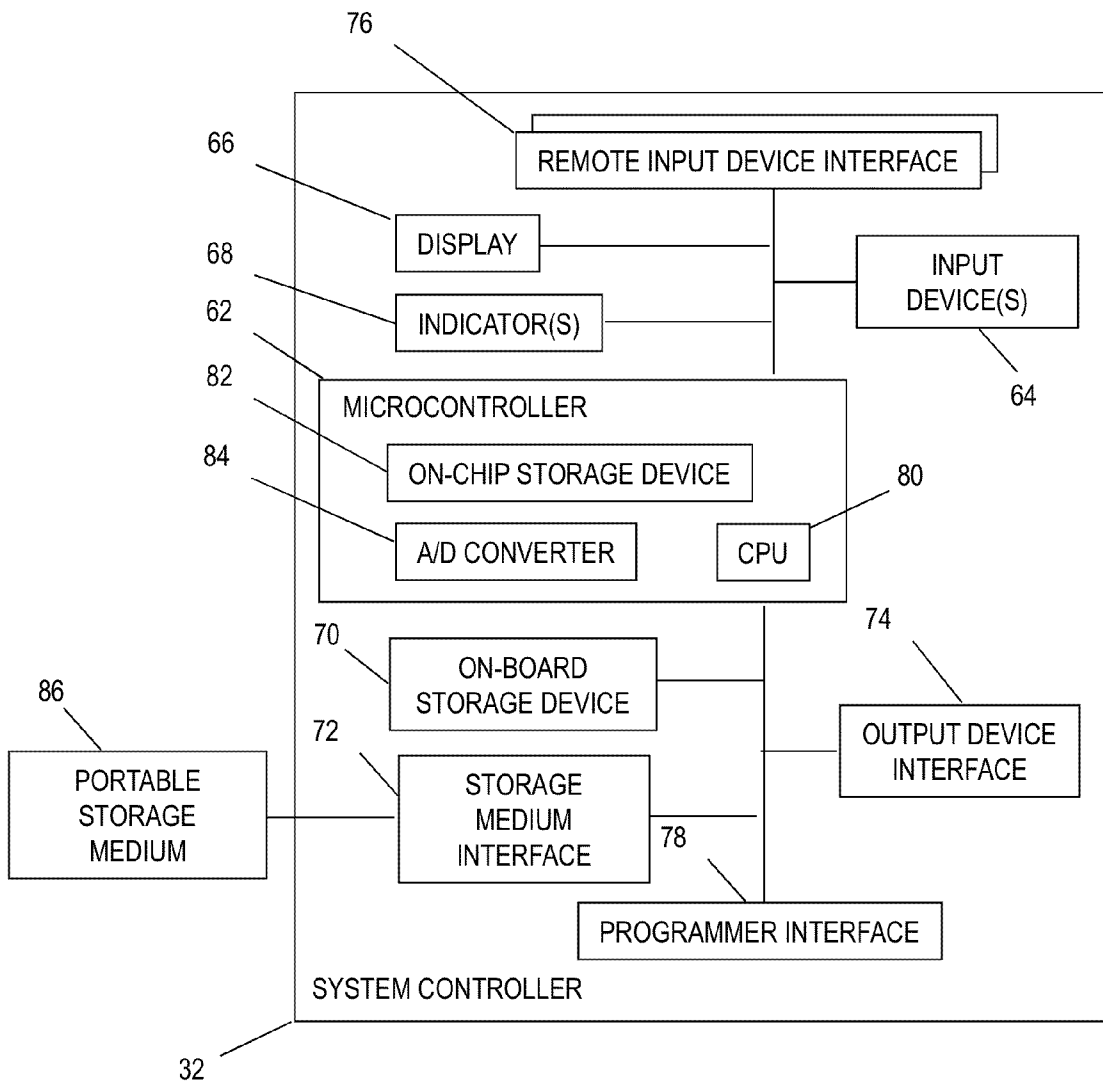 76
REMOTE INPUT DEVICE INTERFACE
66
DISPLAY
INPUT
DEVICE(S)
68
INDICATOR(S)
62
64
82
MICROCONTROLLER
84
ON-CHIP STORAGE DEVICE
80
A/D CONVERTER
CPU
70
ON-BOARD
STORAGE DEVICE
74
OUTPUT DEVICE
INTERFACE
86
PORTABLE
STORAGE
MEDIUM
72
STORAGE
MEDIUM
INTERFACE
78
PROGRAMMER INTERFACE
SYSTEM CONTROLLER
32